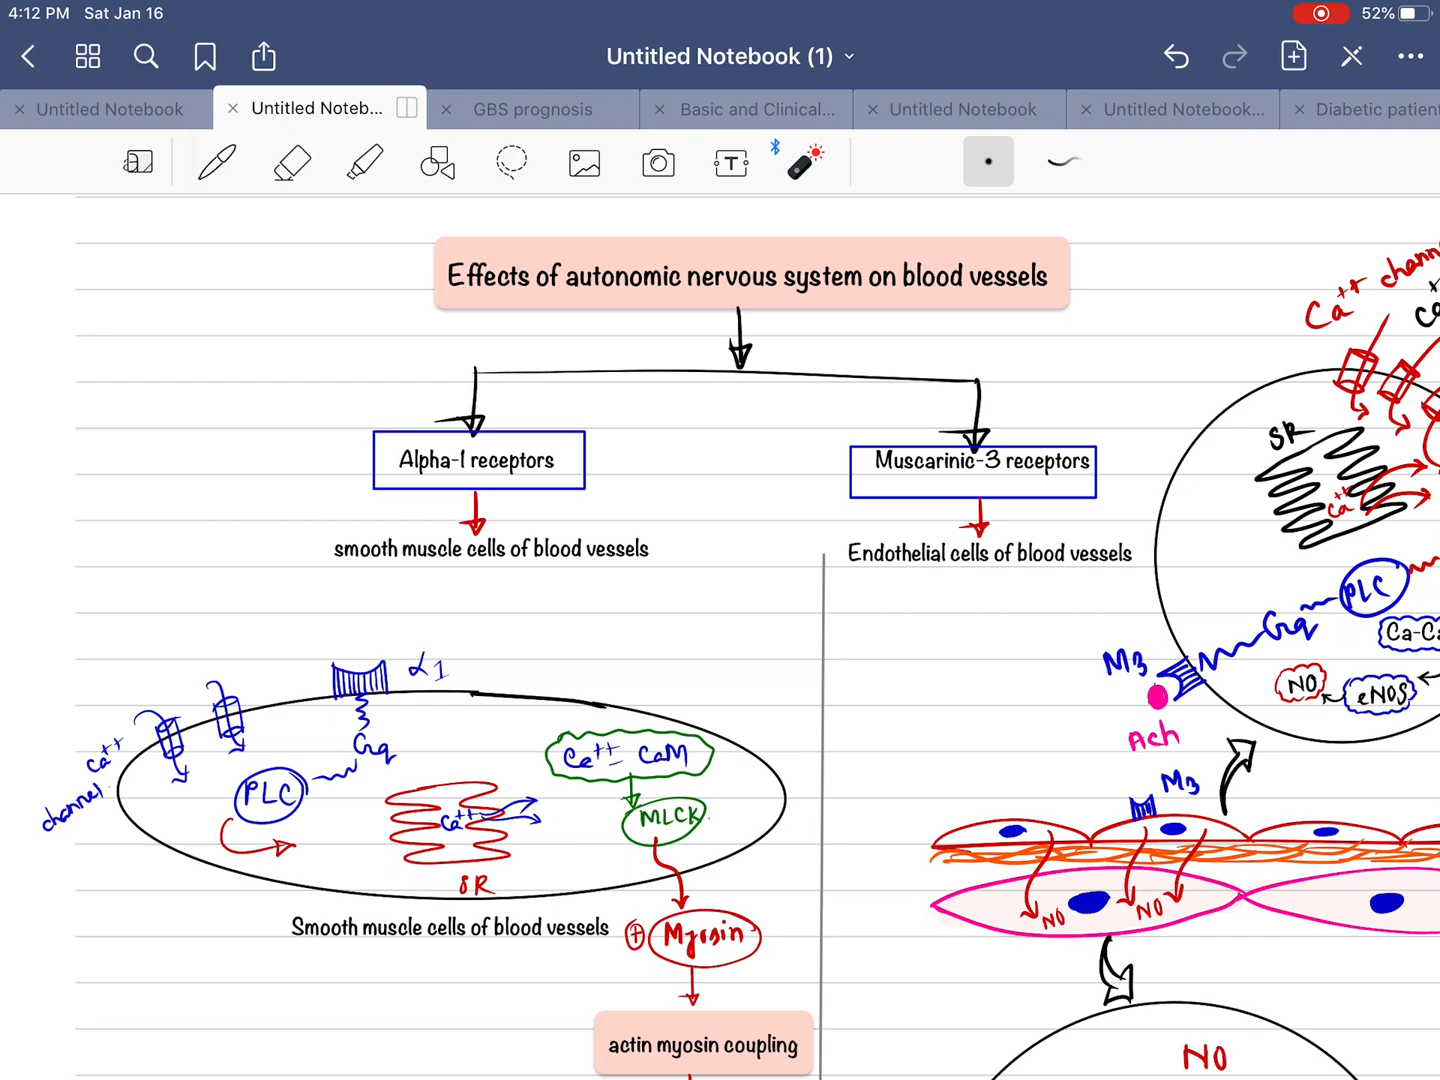 4:12 PM Sat Jan 16
52%
Untitled Notebook (1)
Untitled Notebook
Untitled Noteb...
GBS prognosis
Basic and Clinical...
Untitled Notebook
Untitled Notebook...
Diabetic patient
Effects of autonomic nervous system on blood vessels
Alpha-1 receptors
Muscarinic-3 receptors
smooth muscle cells of blood vessels
Endothelial cells of blood vessels
Ca++ channel
SR
Ca++
PLC
Gq
Ca-Ca
M3
NO
eNOS
Ach
α1
Ca++
channel
Gq
PLC
Ca++ = CaM
Ca++
MLCK
SR
Smooth muscle cells of blood vessels
+ Myosin
actin myosin coupling
M3
NO
NO
NO